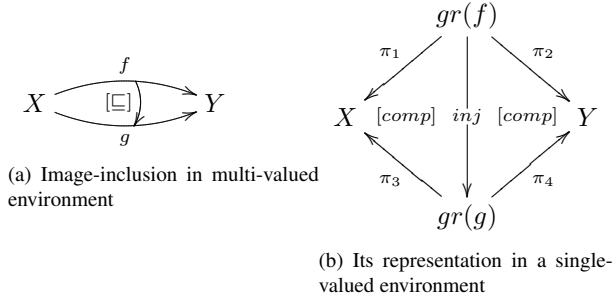 f
X [⊑] Y
g
(a) Image-inclusion in multi-valued
environment
gr(f)
π1 π2
X [comp] inj [comp] Y
π3 π4
gr(g)
(b) Its representation in a single-
valued environment